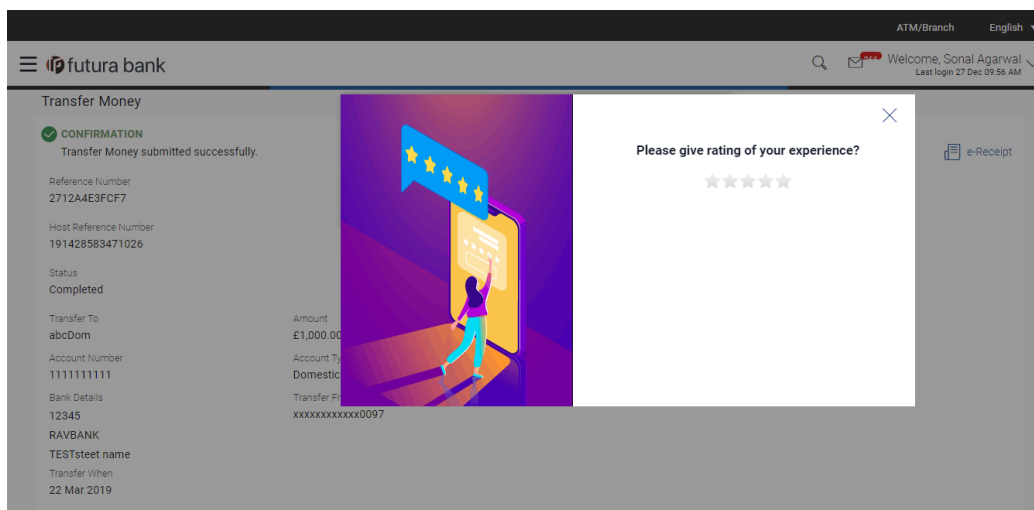 ATM/Branch English
futura bank
Welcome, Sonal Agarwal
Last login 27 Dec 09:56 AM
Transfer Money
CONFIRMATION
Transfer Money submitted successfully.
Please give rating of your experience?
e-Receipt
Reference Number
2712A4E3FCF7
Host Reference Number
191428583471026
Status
Completed
Transfer To
abcDom
Amount
£1,000.00
Account Number
1111111111
Account
Domestic
Bank Details
12345
RAVBANK
TESTsteet name
Transfer
xxxxxxxxxxxx0097
Transfer When
22 Mar 2019